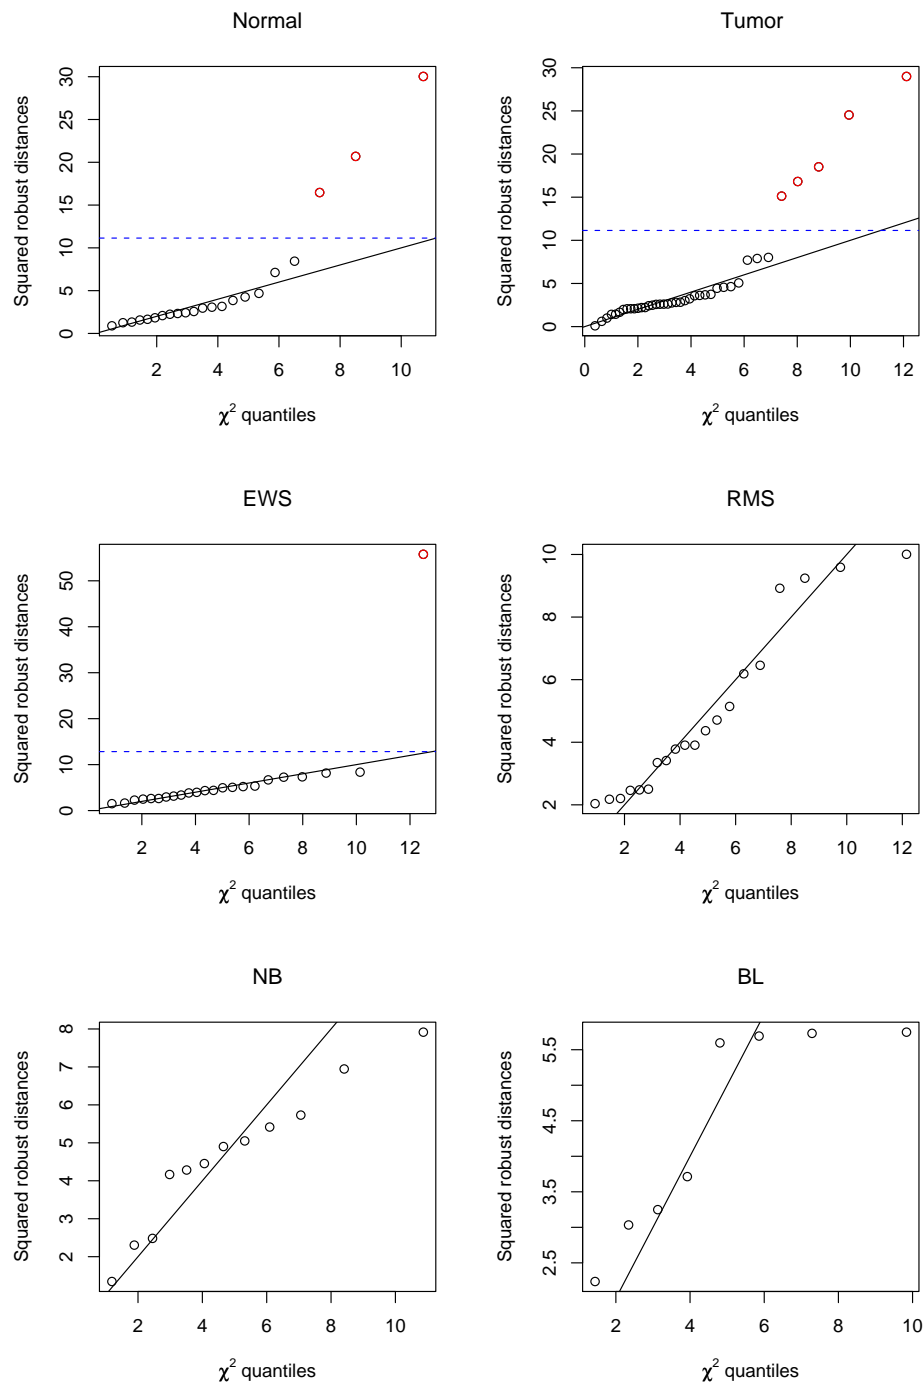 Normal
Squared robust distances
0 5 10 15 20 25 30
2 4 6 8 10
χ² quantiles
Tumor
Squared robust distances
0 5 10 15 20 25 30
0 2 4 6 8 10 12
χ² quantiles
EWS
Squared robust distances
0 10 20 30 40 50
2 4 6 8 10 12
χ² quantiles
RMS
Squared robust distances
2 4 6 8 10
2 4 6 8 10 12
χ² quantiles
NB
Squared robust distances
2 3 4 5 6 7 8
2 4 6 8 10
χ² quantiles
BL
Squared robust distances
2.5 3.5 4.5 5.5
2 4 6 8 10
χ² quantiles